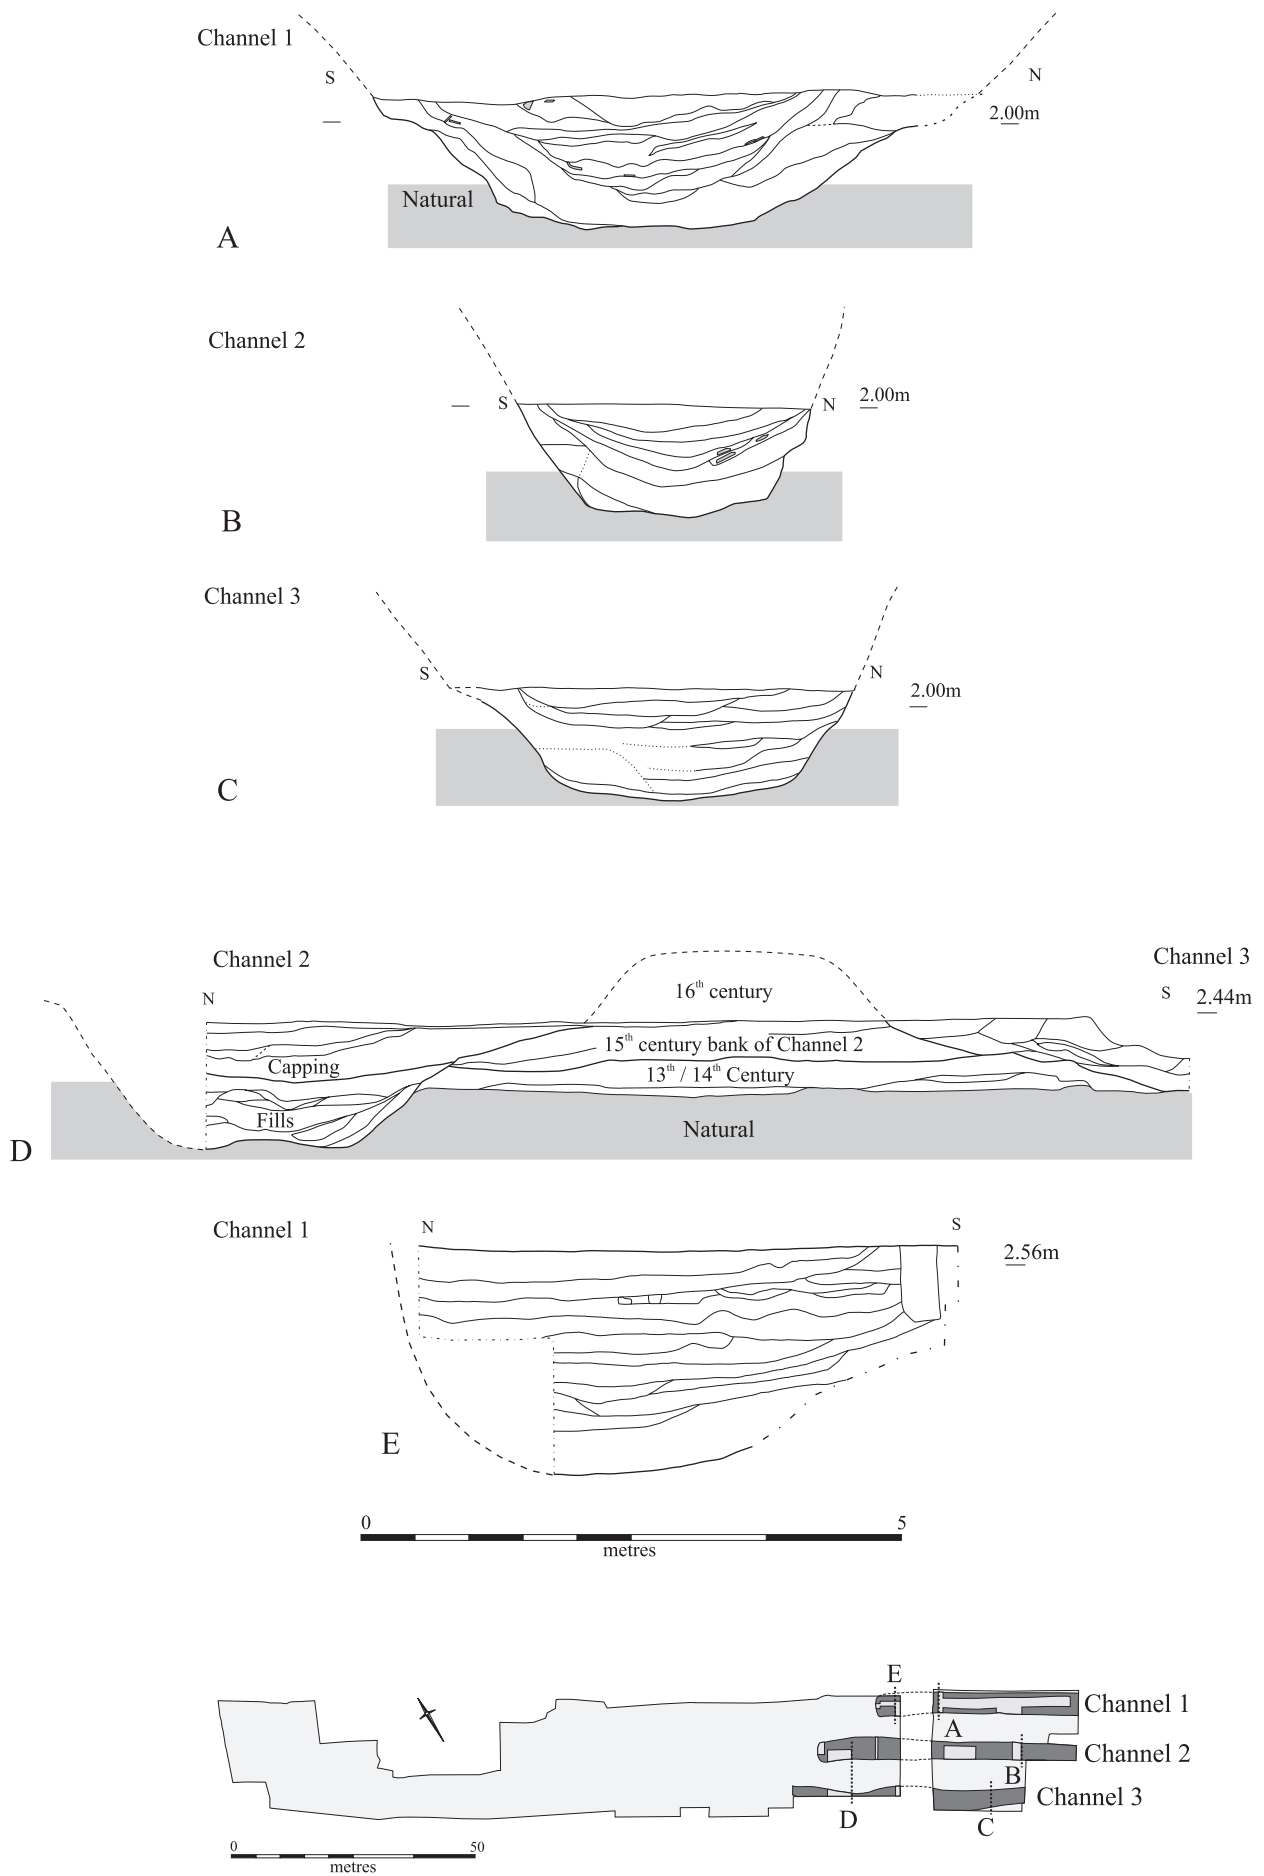 Channel 1
S
N
2.00m
Natural
A
Channel 2
S
N
2.00m
B
Channel 3
S
N
2.00m
C
Channel 2
Channel 3
N
16th century
S
2.44m
15th century bank of Channel 2
Capping
13th / 14th Century
Fills
Natural
D
Channel 1
N
S
2.56m
E
0
5
metres
E
Channel 1
A
Channel 2
B
Channel 3
D
C
0
50
metres